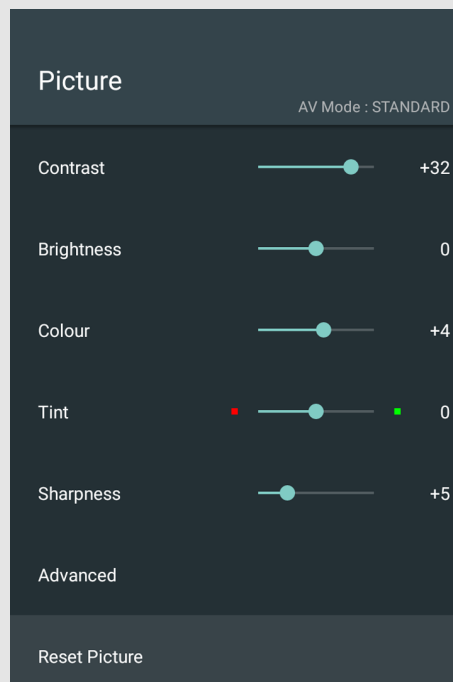 Picture
AV Mode : STANDARD
Contrast +32
Brightness 0
Colour +4
Tint 0
Sharpness +5
Advanced
Reset Picture